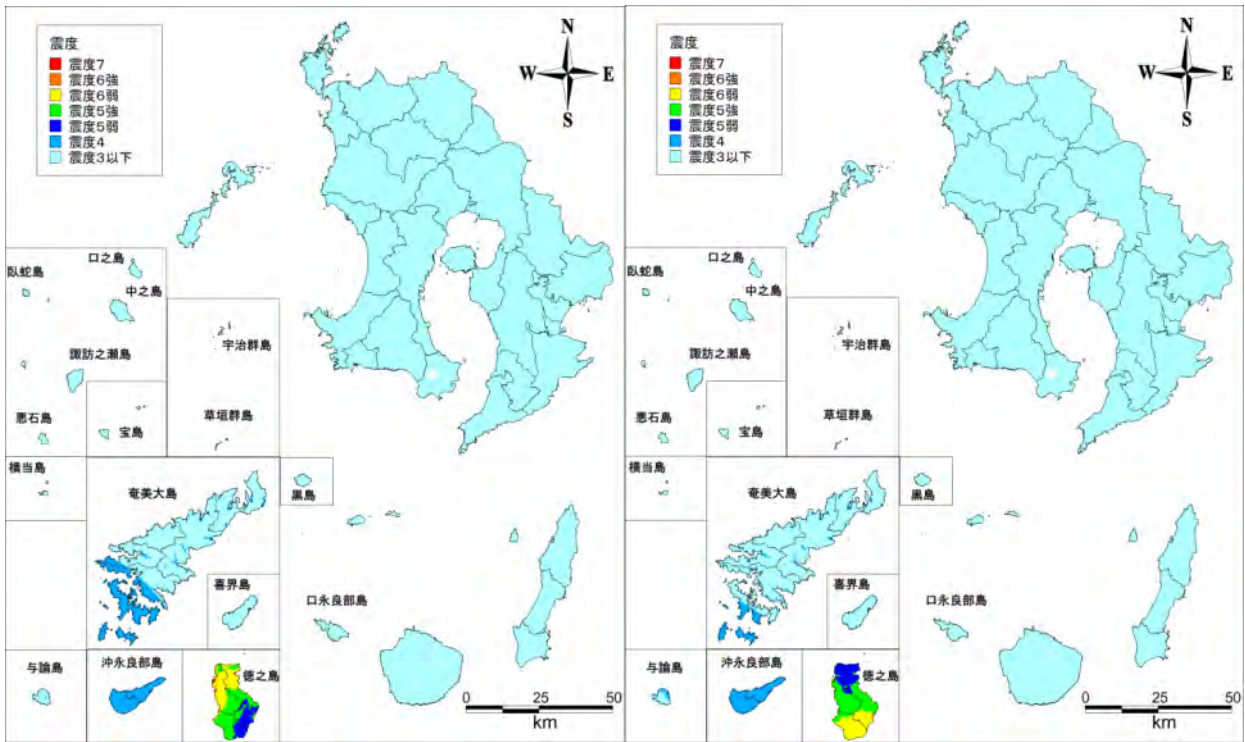 震度
震度7
震度6強
震度6弱
震度5強
震度5弱
震度4
震度3以下
N
W E
S
口之島
臥蛇島
中之島
諏訪之瀬島
宇治群島
悪石島
宝島
草垣群島
横当島
奄美大島
黒島
喜界島
口永良部島
与論島
沖永良部島
徳之島
0 25 50
km
震度
震度7
震度6強
震度6弱
震度5強
震度5弱
震度4
震度3以下
N
W E
S
口之島
臥蛇島
中之島
諏訪之瀬島
宇治群島
悪石島
宝島
草垣群島
横当島
奄美大島
黒島
喜界島
口永良部島
与論島
沖永良部島
徳之島
0 25 50
km